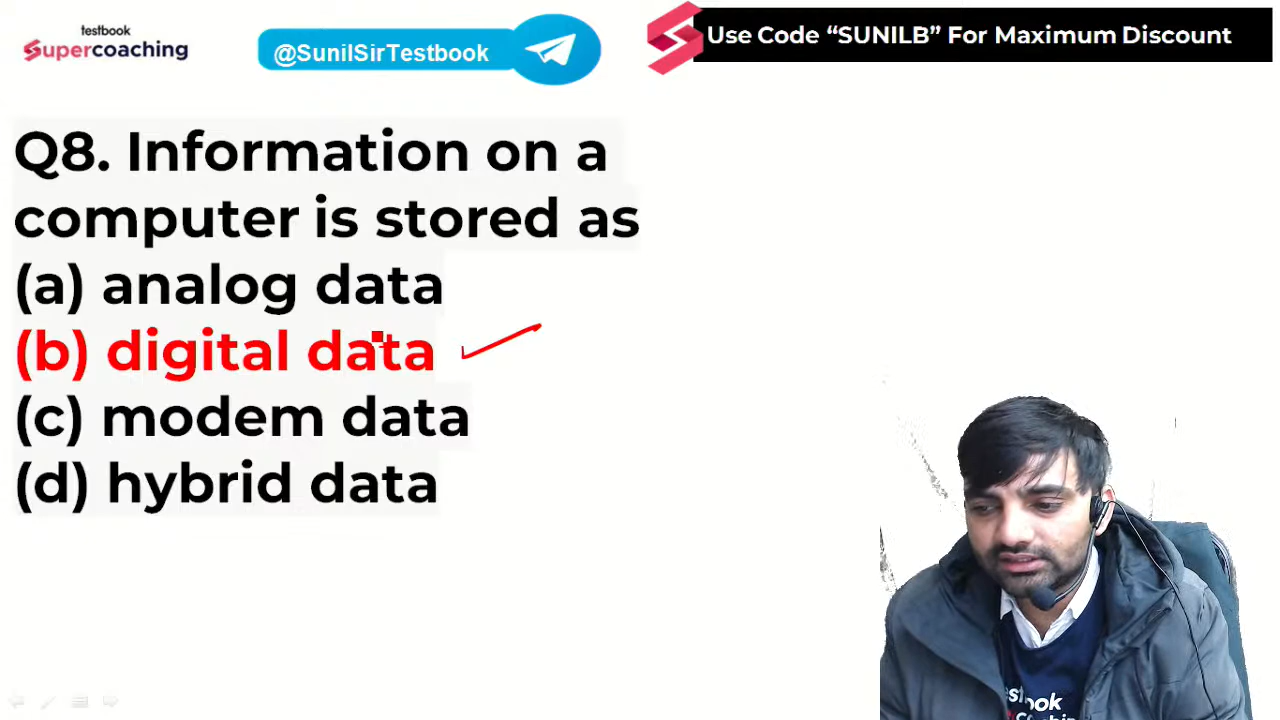 testbook
Supercoaching
@SunilSirTestbook
Use Code “SUNILB” For Maximum Discount
Q8. Information on a
computer is stored as
(a) analog data
(b) digital data
(c) modem data
(d) hybrid data